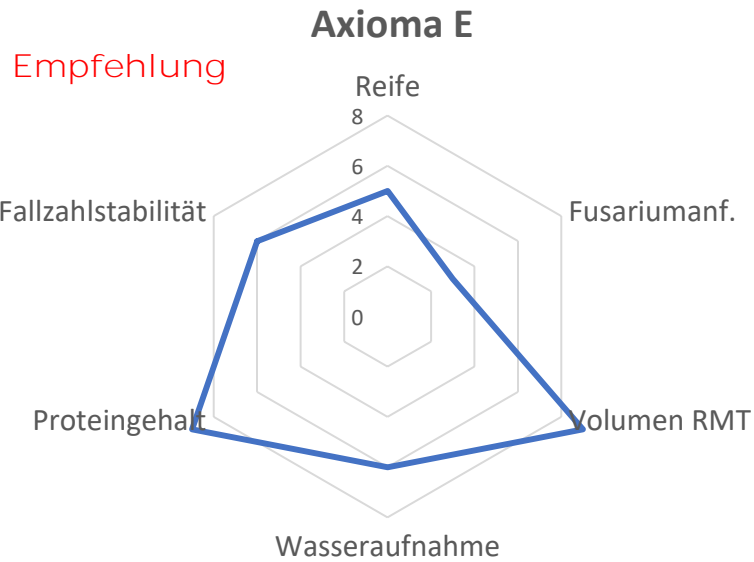 Axioma E
Empfehlung
Reife
8
6
Fallzahlstabilität
Fusariumanf.
4
2
0
Proteingehalt
Volumen RMT
Wasseraufnahme